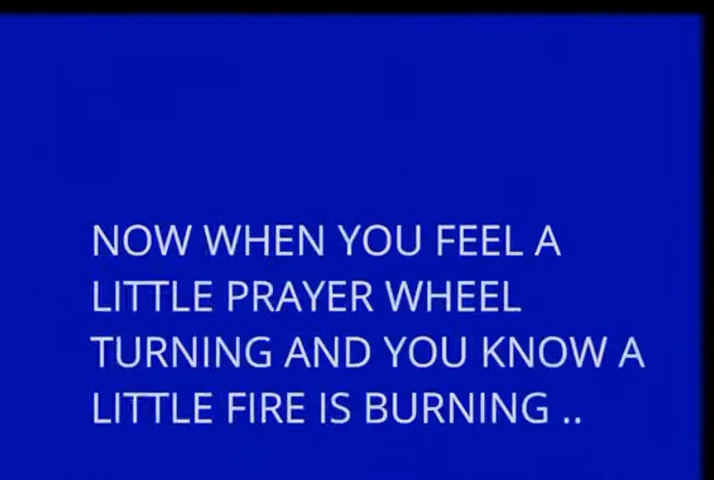 NOW WHEN YOU FEEL A
LITTLE PRAYER WHEEL
TURNING AND YOU KNOW A
LITTLE FIRE IS BURNING ..